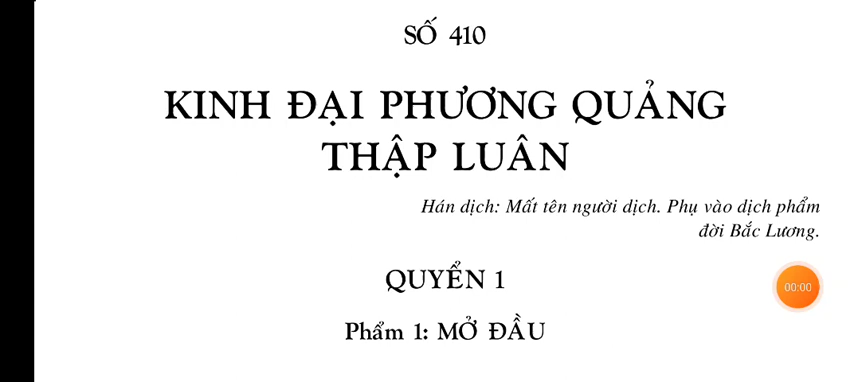 SỐ 410
KINH ĐẠI PHƯƠNG QUẢNG
THẬP LUÂN
Hán dịch: Mất tên người dịch. Phụ vào dịch phẩm
đời Bắc Lương.
QUYỂN 1
00:00
Phẩm 1: MỞ ĐẦU